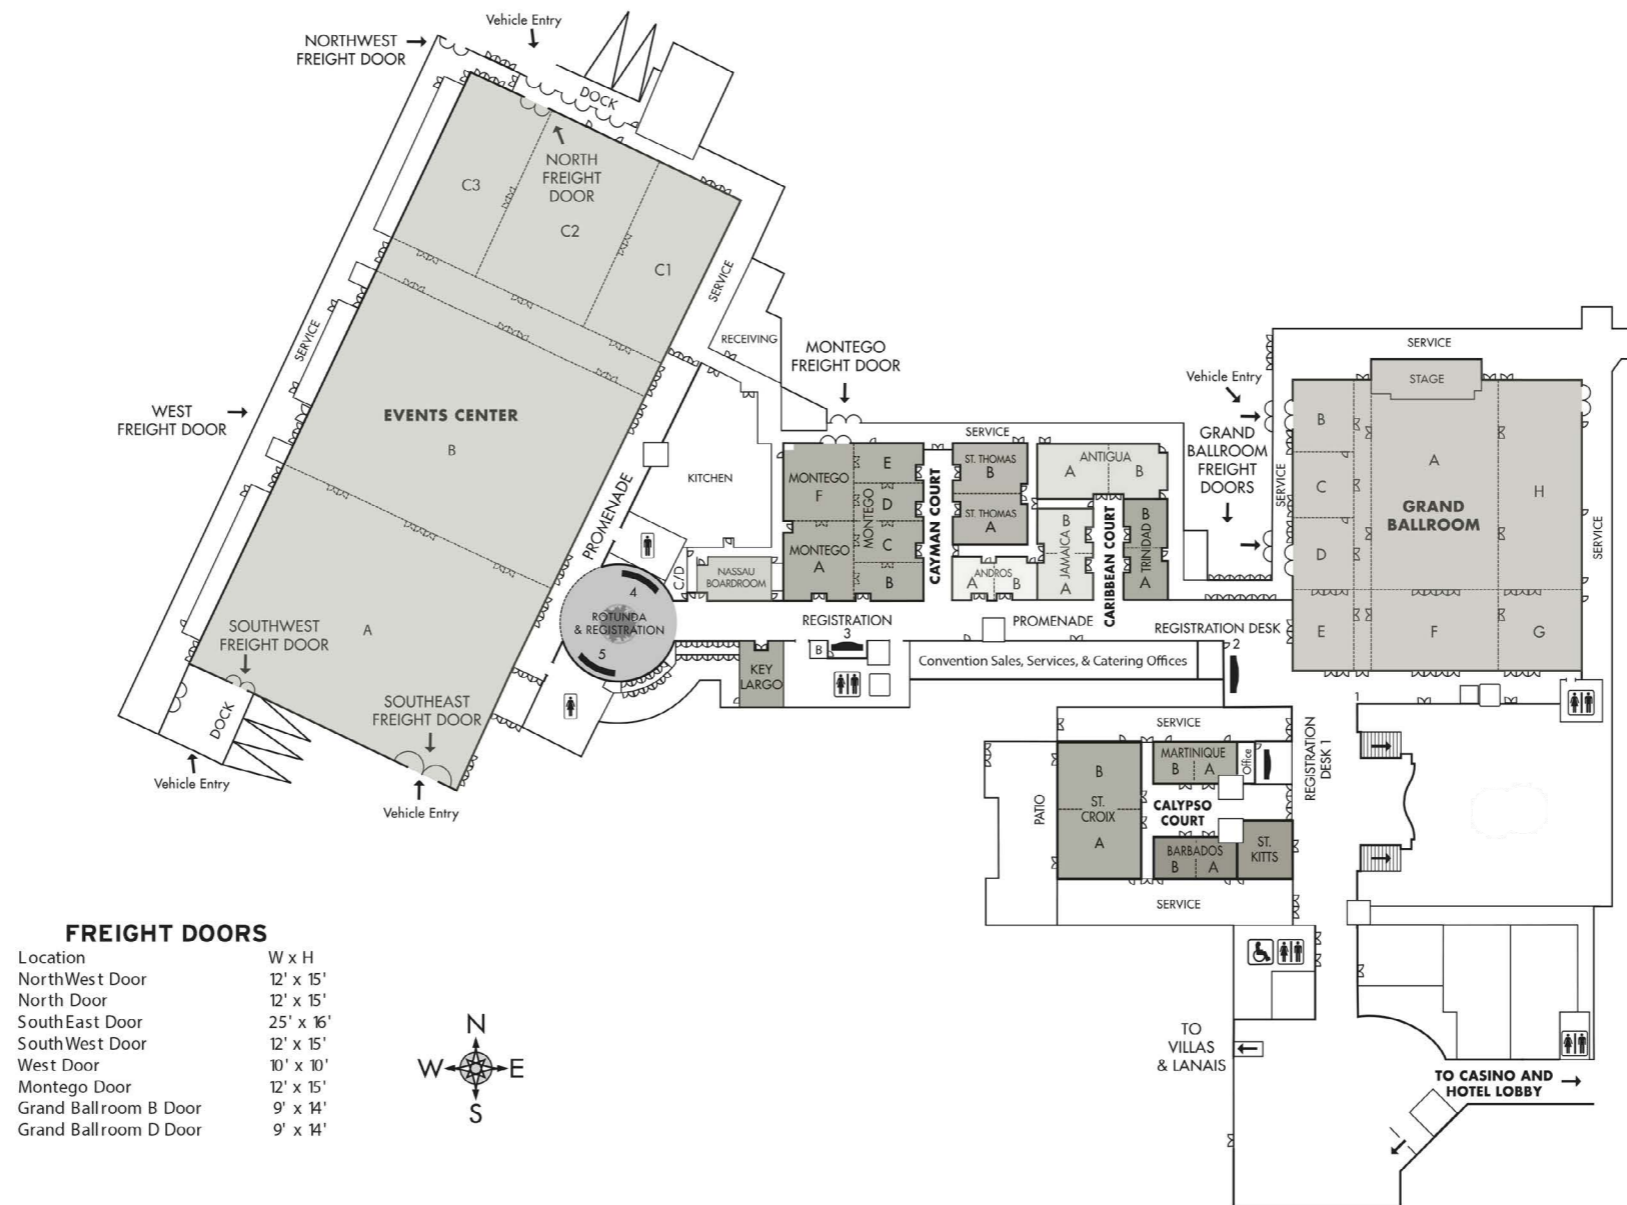 Vehicle Entry
NORTHWEST
FREIGHT DOOR
DOCK
NORTH
FREIGHT
DOOR
C3
C2
C1
SERVICE
RECEIVING
SERVICE
WEST
FREIGHT DOOR
EVENTS CENTER
B
A
SOUTHWEST
FREIGHT DOOR
SOUTHEAST
FREIGHT DOOR
DOCK
Vehicle Entry
Vehicle Entry
PROMENADE
KITCHEN
C/D
NASSAU
BOARDROOM
4
ROTUNDA
& REGISTRATION
5
MONTEGO
FREIGHT DOOR
MONTEGO
F
MONTEGO
A
MONTEGO
E
D
C
B
CAYMAN COURT
SERVICE
ST. THOMAS
B
ST. THOMAS
A
ANDROS
A B
ANTIGUA
A B
B
JAMAICA
A
CARIBBEAN COURT
B
TRINIDAD
A
REGISTRATION
3
B
KEY
LARGO
PROMENADE
REGISTRATION DESK
2
Convention Sales, Services, & Catering Offices
Vehicle Entry
GRAND
BALLROOM
FREIGHT
DOORS
SERVICE
SERVICE
SERVICE
STAGE
B
C
D
E
A
GRAND
BALLROOM
H
F
G
1
REGISTRATION
DESK 1
SERVICE
MARTINIQUE
B A
Office
PATIO
B
ST.
CROIX
A
CALYPSO
COURT
BARBADOS
B A
ST.
KITTS
SERVICE
TO
VILLAS
& LANAIS
TO CASINO AND
HOTEL LOBBY
FREIGHT DOORS
Location W x H
NorthWest Door 12' x 15'
North Door 12' x 15'
SouthEast Door 25' x 16'
SouthWest Door 12' x 15'
West Door 10' x 10'
Montego Door 12' x 15'
Grand Ballroom B Door 9' x 14'
Grand Ballroom D Door 9' x 14'
N
W E
S